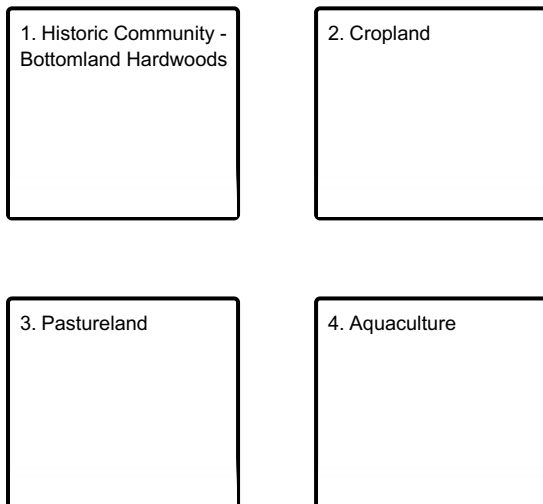 1. Historic Community -
Bottomland Hardwoods
2. Cropland
3. Pastureland
4. Aquaculture